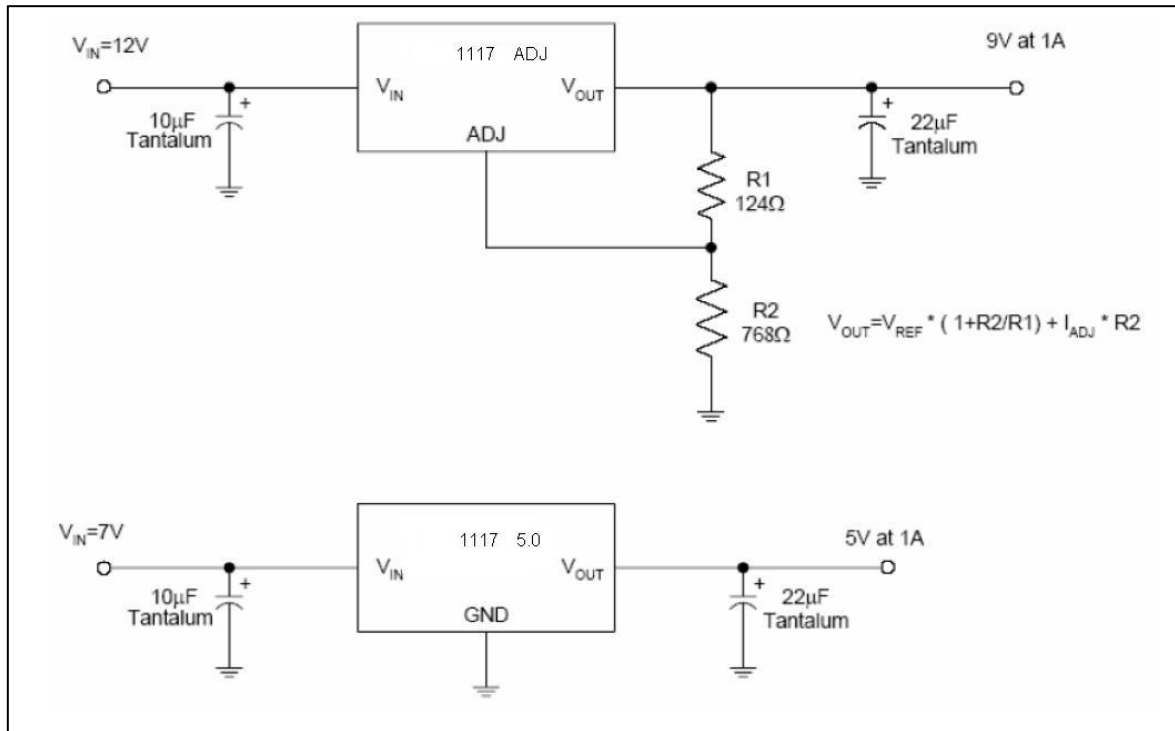 V_IN=12V
1117 ADJ
9V at 1A
V_IN
V_OUT
ADJ
10µF
Tantalum
22µF
Tantalum
R1
124Ω
R2
768Ω
V_OUT=V_REF * ( 1+R2/R1) + I_ADJ * R2
V_IN=7V
1117 5.0
5V at 1A
V_IN
V_OUT
GND
10µF
Tantalum
22µF
Tantalum